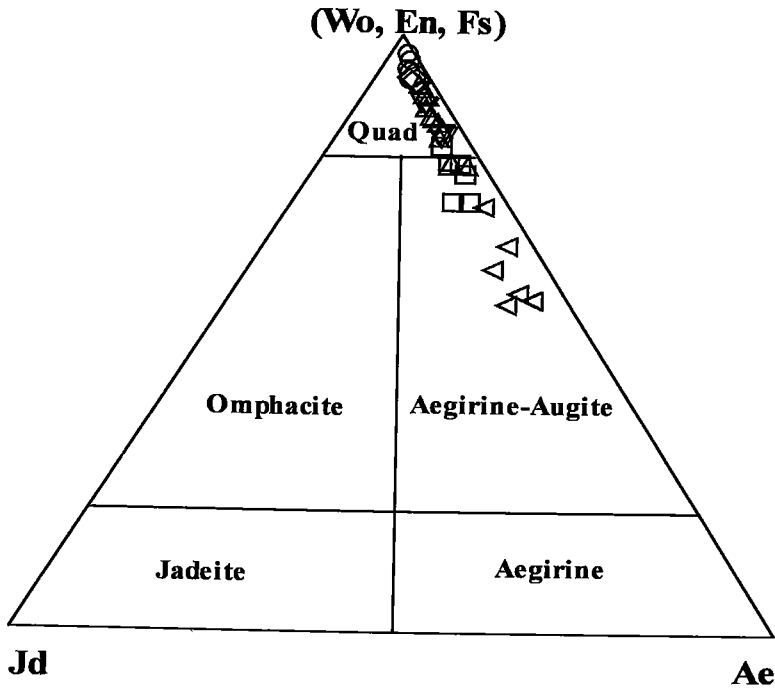 (Wo, En, Fs)
Quad
Omphacite
Aegirine-Augite
Jadeite
Aegirine
Jd
Ae